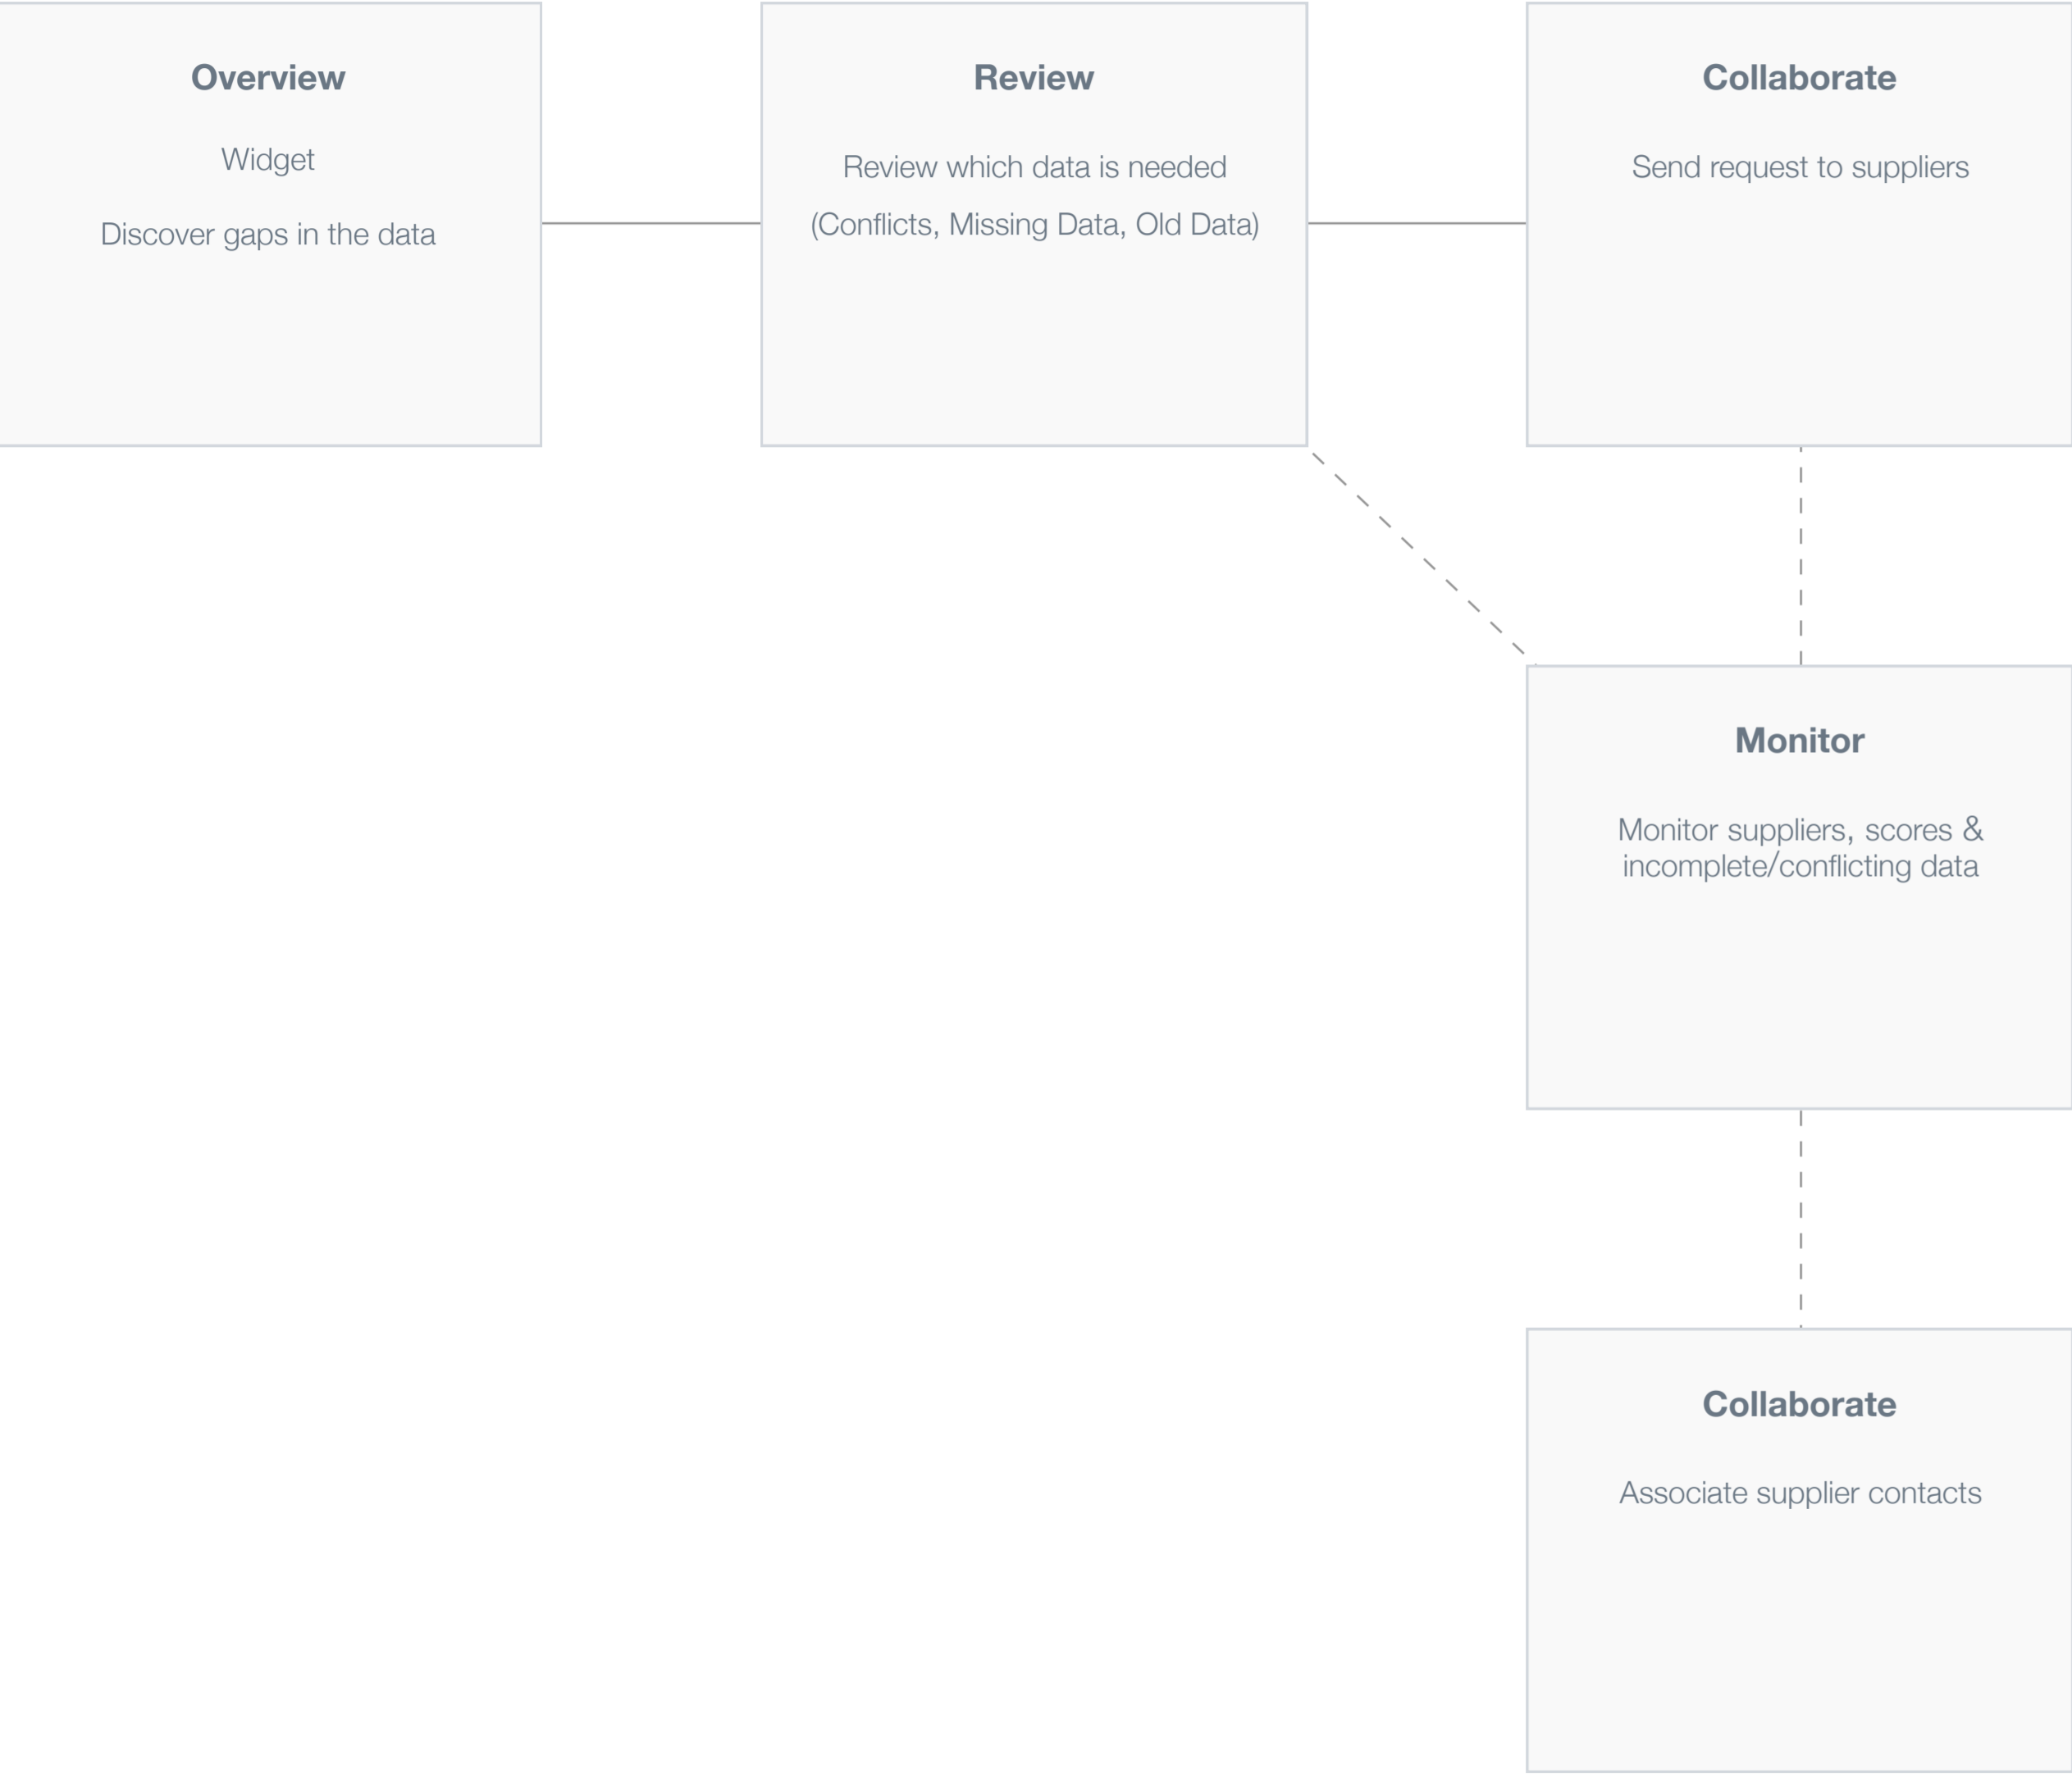 Overview
Widget
Discover gaps in the data
Review
Review which data is needed
(Conflicts, Missing Data, Old Data)
Collaborate
Send request to suppliers
Monitor
Monitor suppliers, scores &
incomplete/conflicting data
Collaborate
Associate supplier contacts